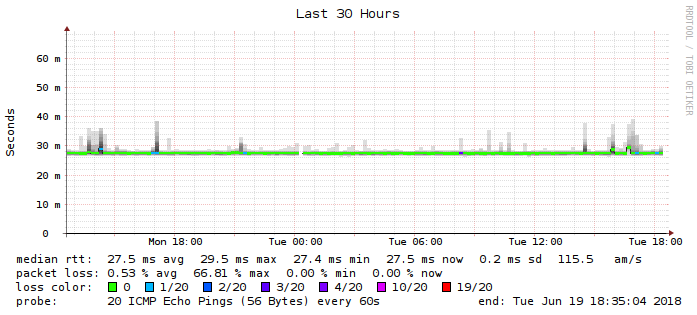 Last 30 Hours
RRDTOOL / TOBI OETIKER
Seconds
60 m
50 m
40 m
30 m
20 m
10 m
0
Mon 18:00 Tue 00:00 Tue 06:00 Tue 12:00 Tue 18:00
median rtt: 27.5 ms avg 29.5 ms max 27.4 ms min 27.5 ms now 0.2 ms sd 115.5 am/s
packet loss: 0.53 % avg 66.81 % max 0.00 % min 0.00 % now
loss color: 0 1/20 2/20 3/20 4/20 10/20 19/20
probe: 20 ICMP Echo Pings (56 Bytes) every 60s end: Tue Jun 19 18:35:04 2018